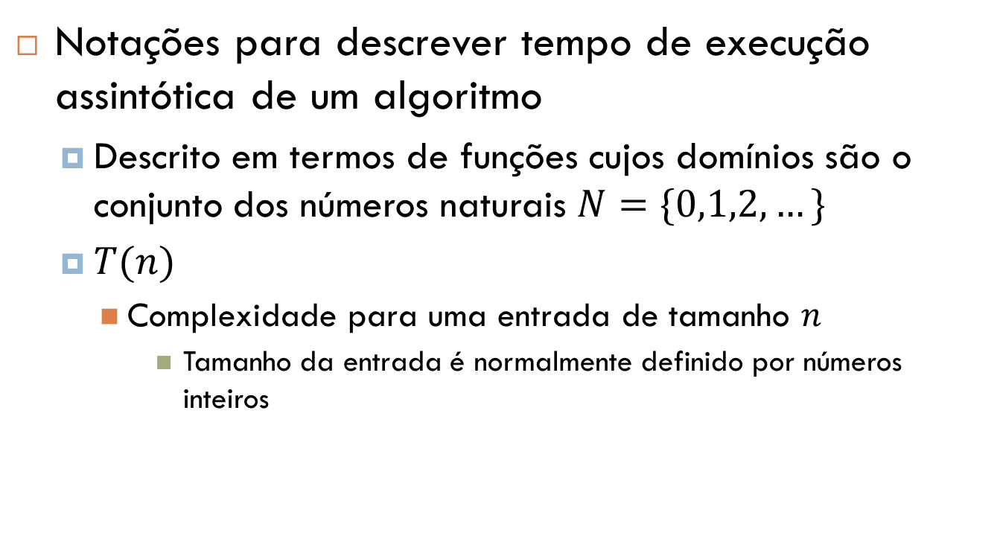 Notações para descrever tempo de execução
assintótica de um algoritmo
Descrito em termos de funções cujos domínios são o
conjunto dos números naturais N = {0,1,2, … }
T(n)
Complexidade para uma entrada de tamanho n
Tamanho da entrada é normalmente definido por números
inteiros